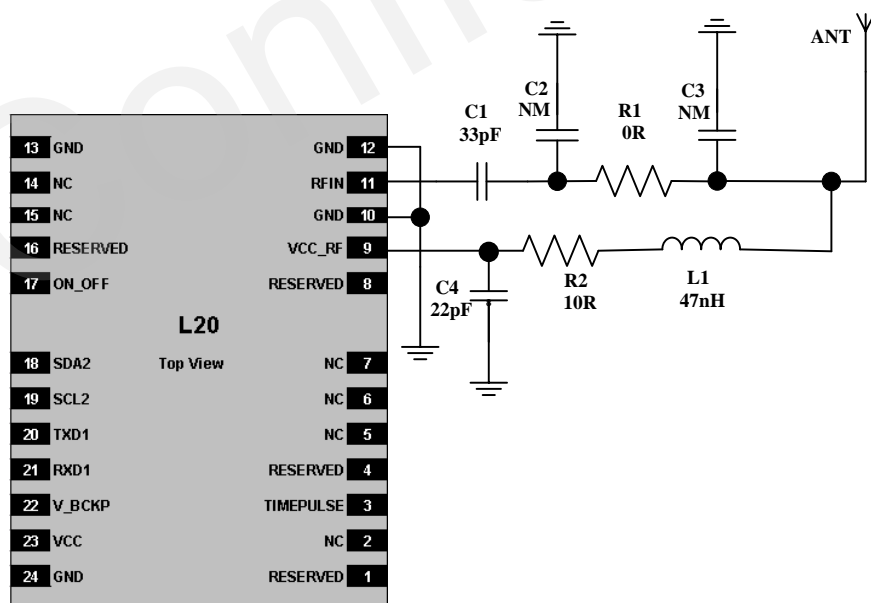 ANT
C2
NM
C3
NM
C1
33pF
R1
0R
13 GND
GND 12
14 NC
RFIN 11
15 NC
GND 10
16 RESERVED
VCC_RF 9
17 ON_OFF
RESERVED 8
R2
10R
L1
47nH
C4
22pF
L20
Top View
18 SDA2
NC 7
19 SCL2
NC 6
20 TXD1
NC 5
21 RXD1
RESERVED 4
22 V_BCKP
TIMEPULSE 3
23 VCC
NC 2
24 GND
RESERVED 1